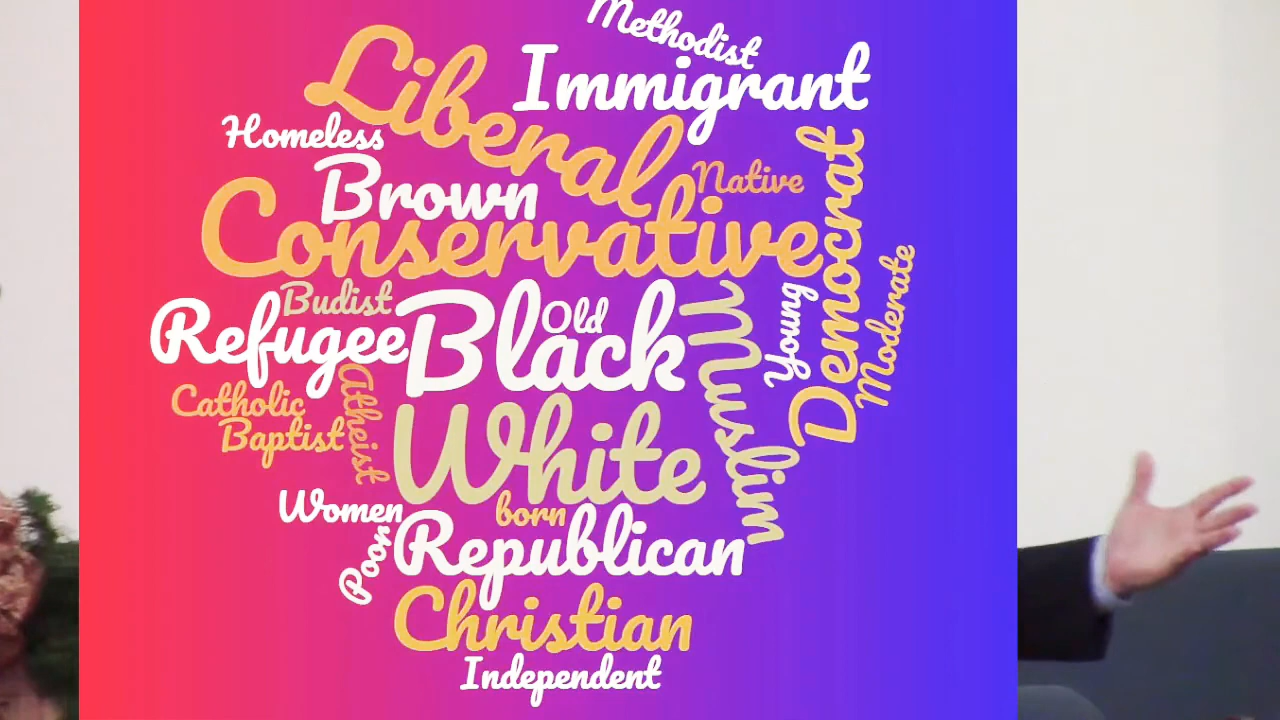 Methodist
Immigrant
Liberal
Homeless
Brown
Native
Democrat
Conservative
Moderate
Budist
Young
Refugee
Old
Black
Muslim
Catholic
Atheist
Baptist
White
Women
born
Poor
Republican
Christian
Independent